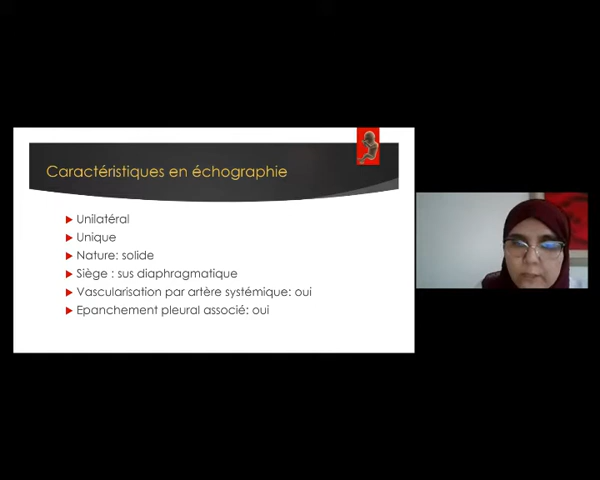 Caractéristiques en échographie
Unilatéral
Unique
Nature: solide
Siège : sus diaphragmatique
Vascularisation par artère systémique: oui
Epanchement pleural associé: oui